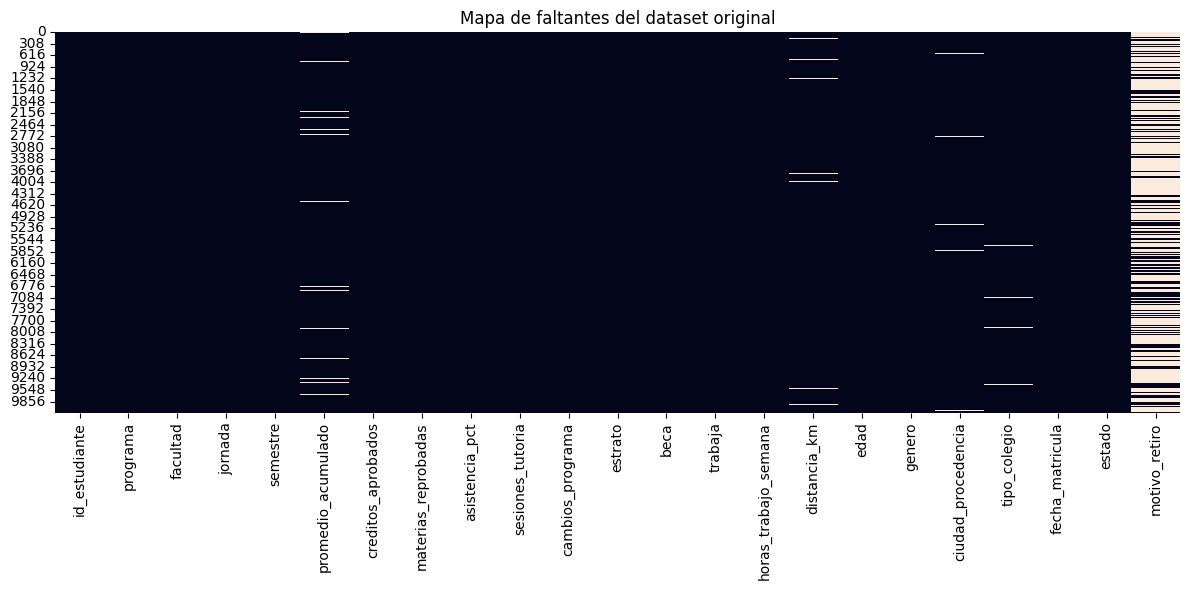 Mapa de faltantes del dataset original
0
308
616
924
1232
1540
1848
2156
2464
2772
3080
3388
3696
4004
4312
4620
4928
5236
5544
5852
6160
6468
6776
7084
7392
7700
8008
8316
8624
8932
9240
9548
9856
id_estudiante
programa
facultad
jornada
semestre
promedio_acumulado
creditos_aprobados
materias_reprobadas
asistencia_pct
sesiones_tutoria
cambios_programa
estrato
beca
trabaja
horas_trabajo_semana
distancia_km
edad
genero
ciudad_procedencia
tipo_colegio
fecha_matricula
estado
motivo_retiro